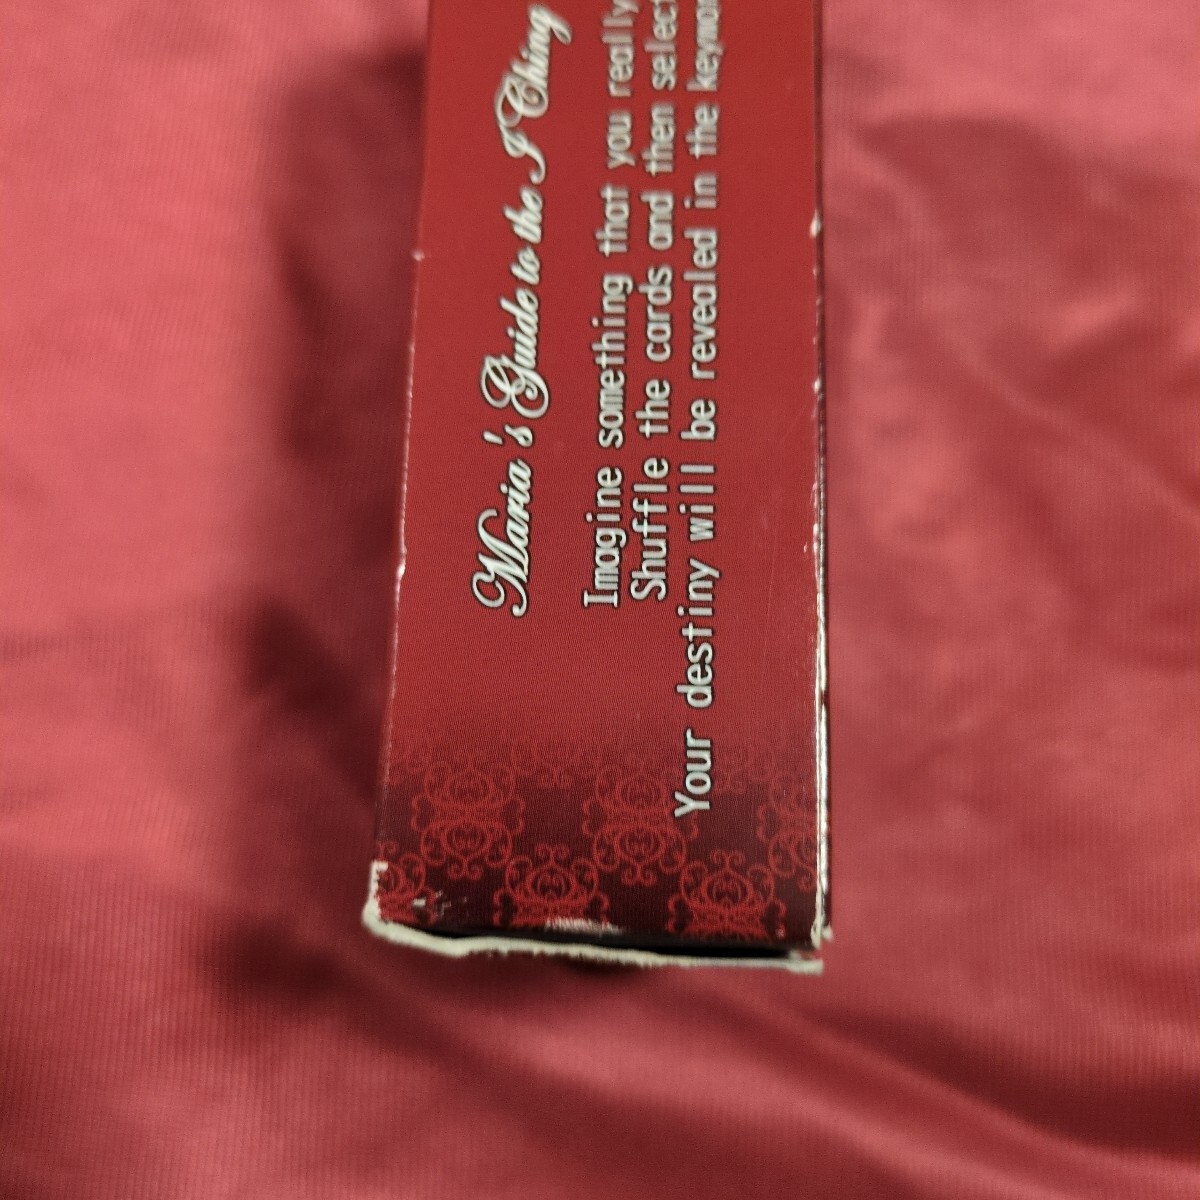 Maria's Guide to the I Ching
Imagine something that you really
Shuffle the cards and then select
Your destiny will be revealed in the